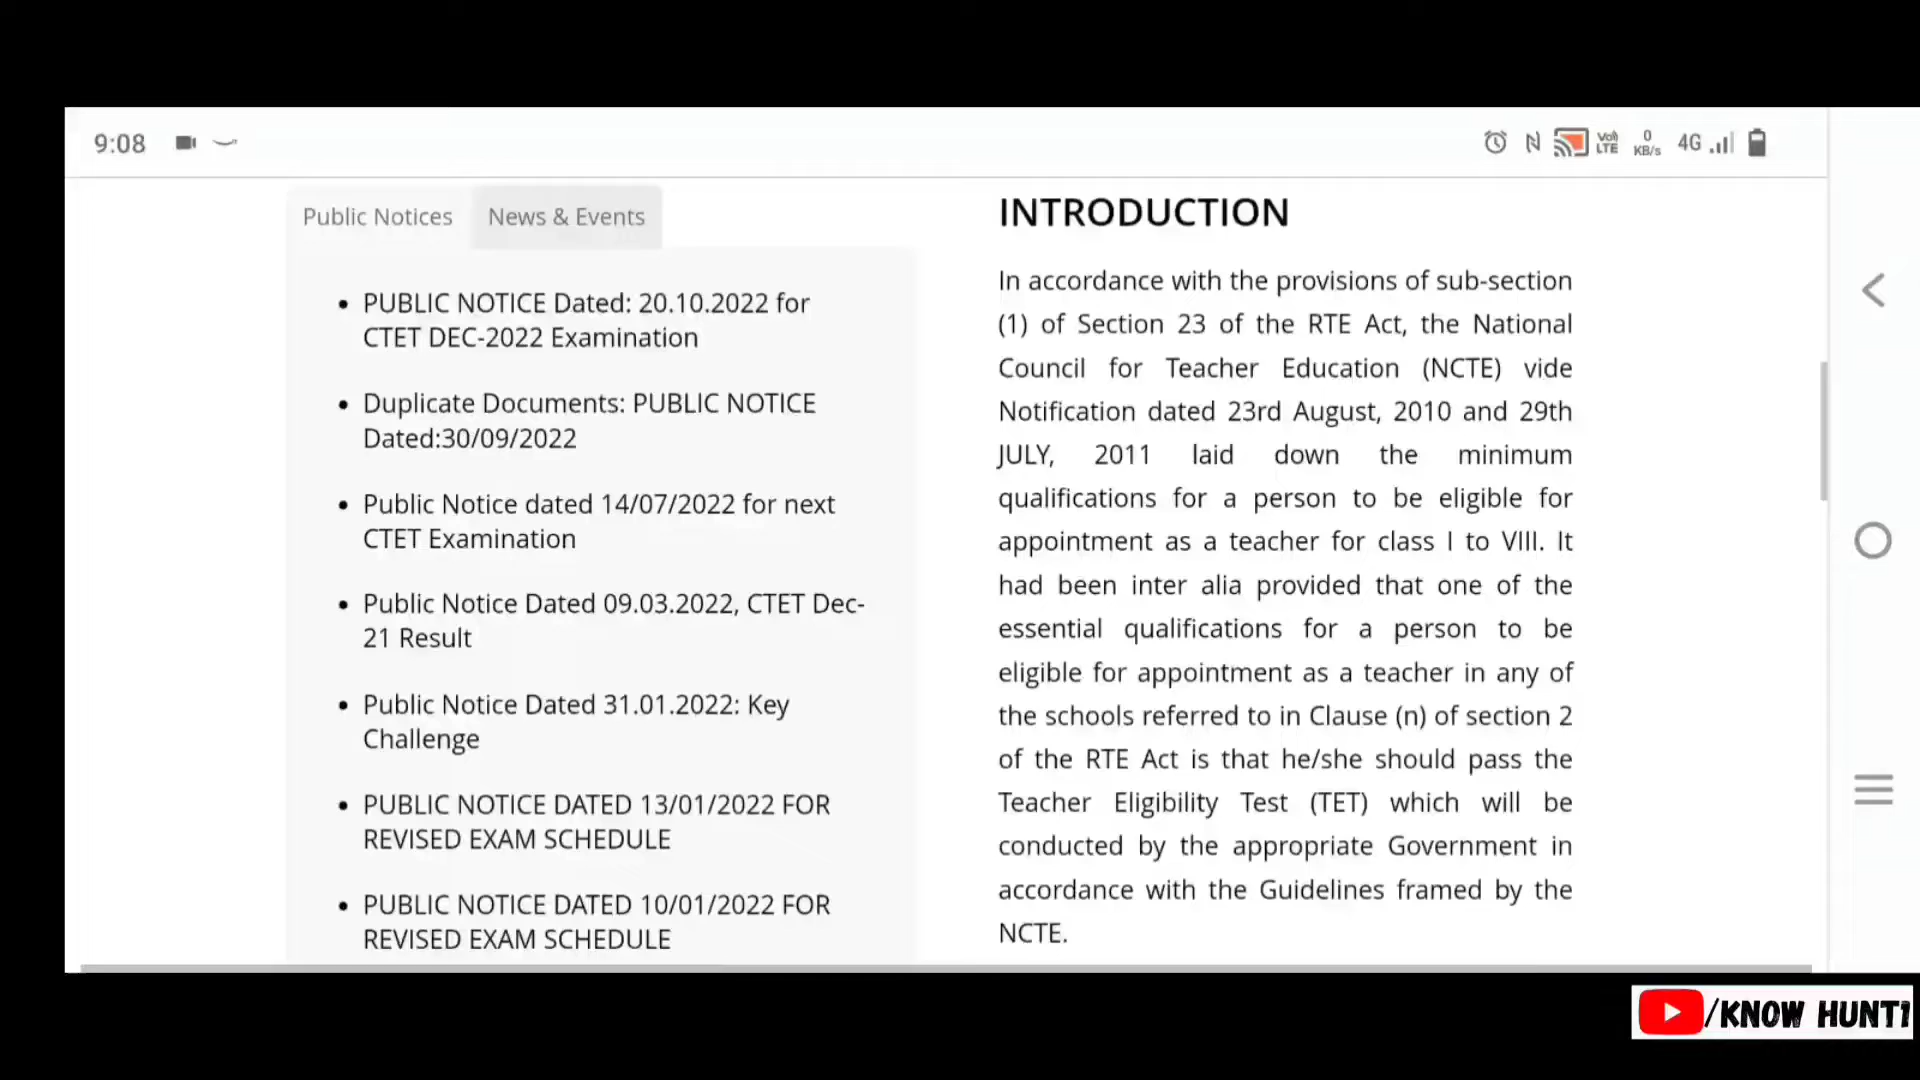 9:08
Vo)) LTE
0 KB/s
4G
Public Notices
News & Events
PUBLIC NOTICE Dated: 20.10.2022 for
CTET DEC-2022 Examination
Duplicate Documents: PUBLIC NOTICE
Dated:30/09/2022
Public Notice dated 14/07/2022 for next
CTET Examination
Public Notice Dated 09.03.2022, CTET Dec-
21 Result
Public Notice Dated 31.01.2022: Key
Challenge
PUBLIC NOTICE DATED 13/01/2022 FOR
REVISED EXAM SCHEDULE
PUBLIC NOTICE DATED 10/01/2022 FOR
REVISED EXAM SCHEDULE
INTRODUCTION
In accordance with the provisions of sub-section
(1) of Section 23 of the RTE Act, the National
Council for Teacher Education (NCTE) vide
Notification dated 23rd August, 2010 and 29th
JULY, 2011 laid down the minimum
qualifications for a person to be eligible for
appointment as a teacher for class I to VIII. It
had been inter alia provided that one of the
essential qualifications for a person to be
eligible for appointment as a teacher in any of
the schools referred to in Clause (n) of section 2
of the RTE Act is that he/she should pass the
Teacher Eligibility Test (TET) which will be
conducted by the appropriate Government in
accordance with the Guidelines framed by the
NCTE.
/KNOW HUNT1